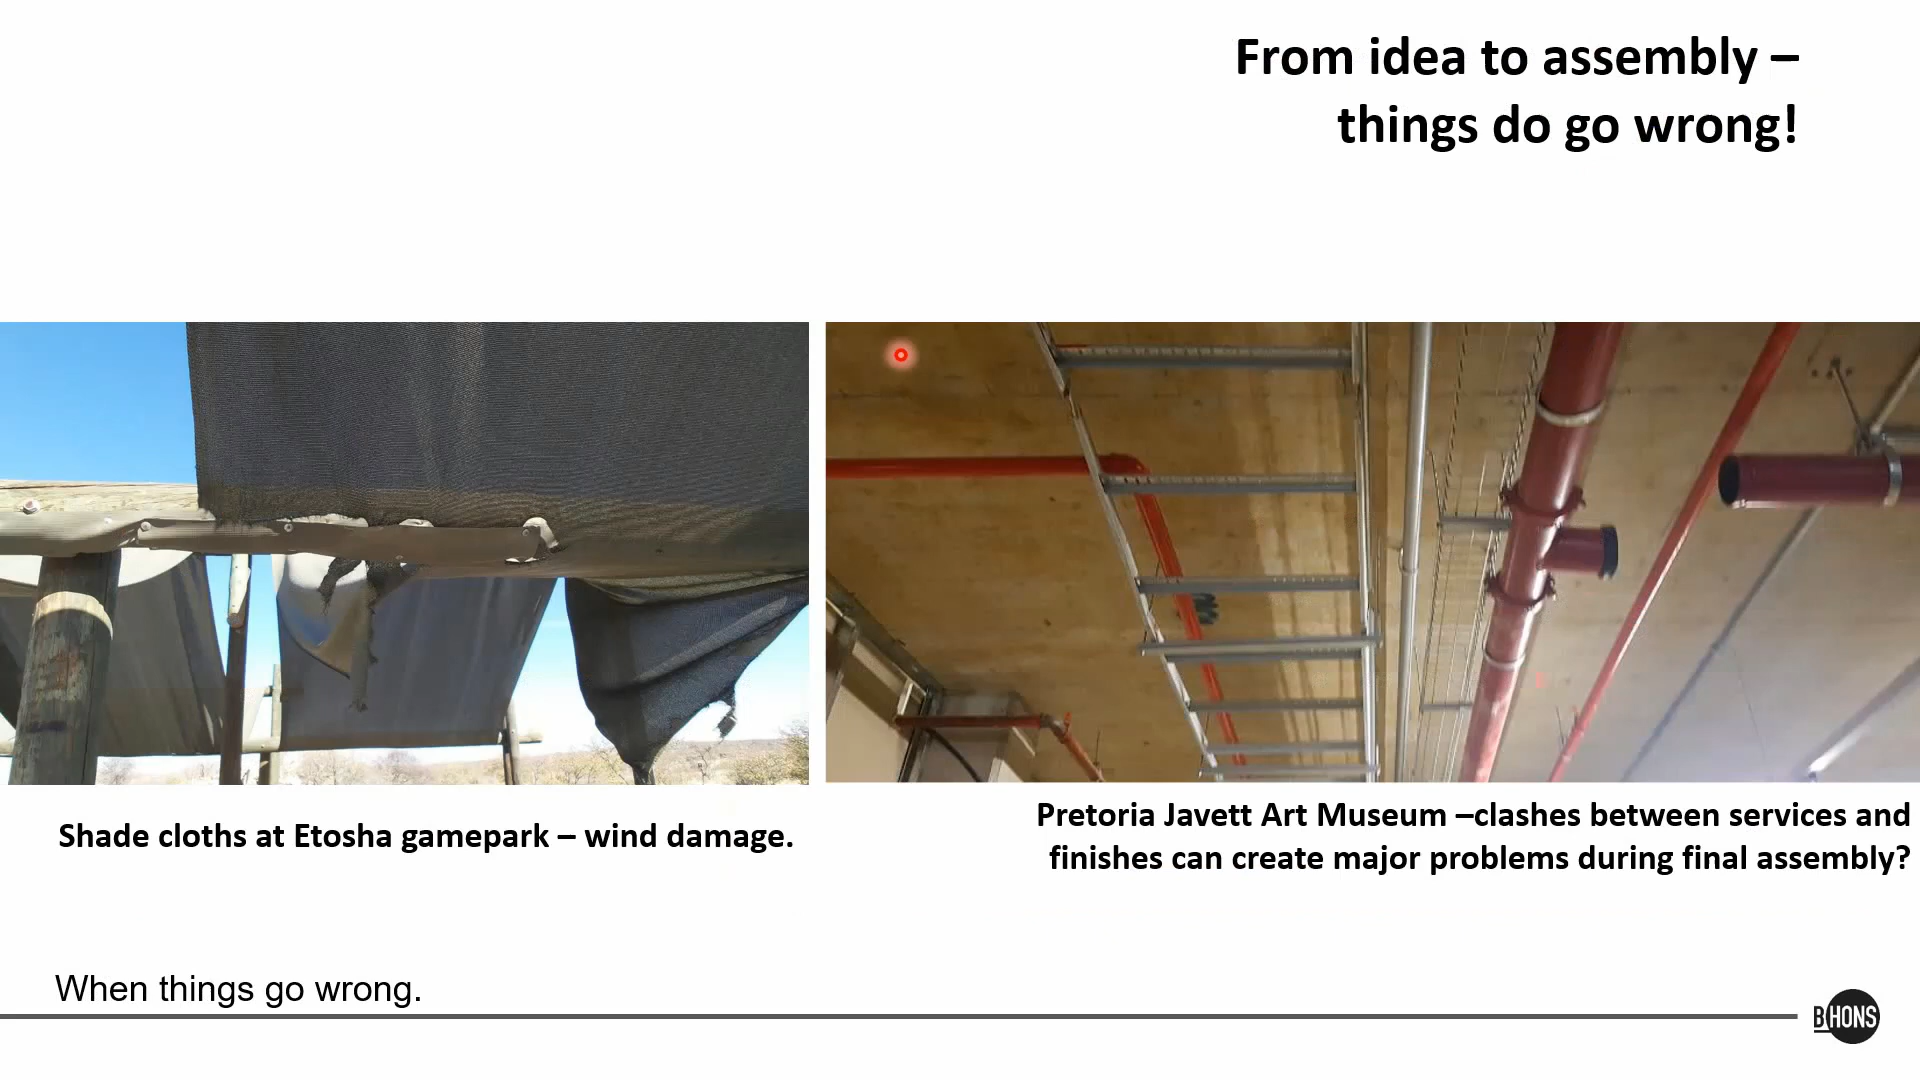 From idea to assembly –
things do go wrong!
Shade cloths at Etosha gamepark – wind damage.
Pretoria Javett Art Museum –clashes between services and
finishes can create major problems during final assembly?
When things go wrong.
B HONS